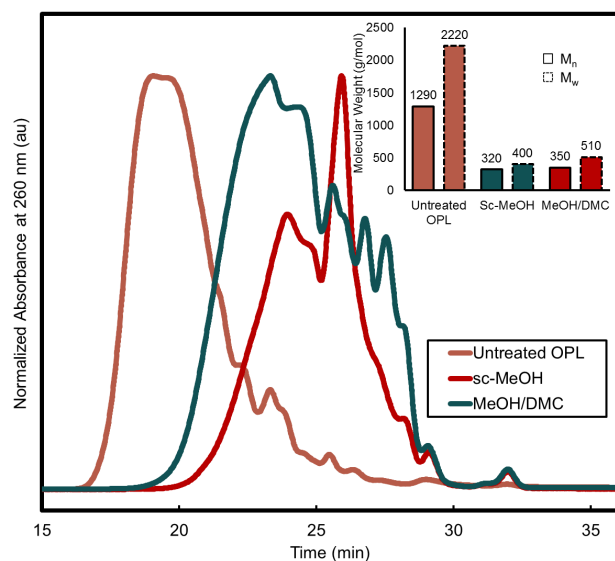 Normalized Absorbance at 260 nm (au)
Molecular Weight (g/mol)
2500
2000
1500
1000
500
0
1290
2220
320
400
350
510
Mn
Mw
Untreated OPL
Sc-MeOH
MeOH/DMC
Untreated OPL
sc-MeOH
MeOH/DMC
15
20
25
30
35
Time (min)